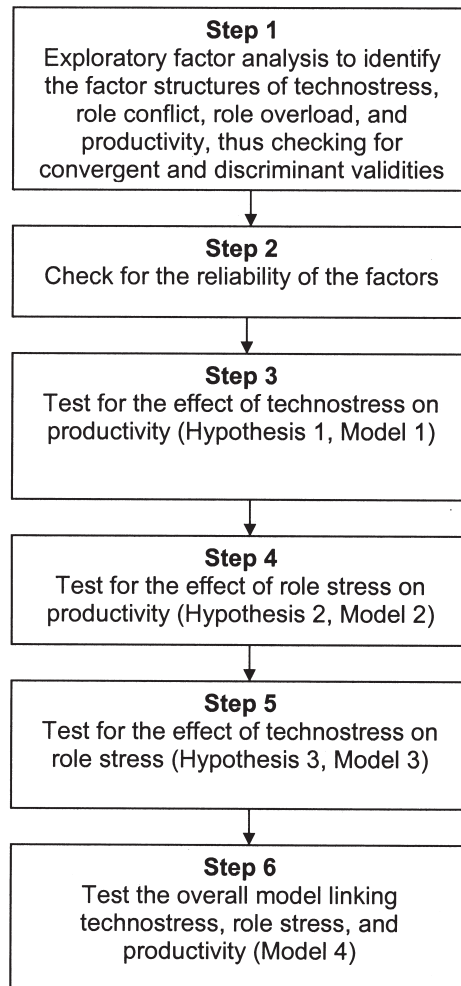 Step 1
Exploratory factor analysis to identify
the factor structures of technostress,
role conflict, role overload, and
productivity, thus checking for
convergent and discriminant validities
Step 2
Check for the reliability of the factors
Step 3
Test for the effect of technostress on
productivity (Hypothesis 1, Model 1)
Step 4
Test for the effect of role stress on
productivity (Hypothesis 2, Model 2)
Step 5
Test for the effect of technostress on
role stress (Hypothesis 3, Model 3)
Step 6
Test the overall model linking
technostress, role stress, and
productivity (Model 4)